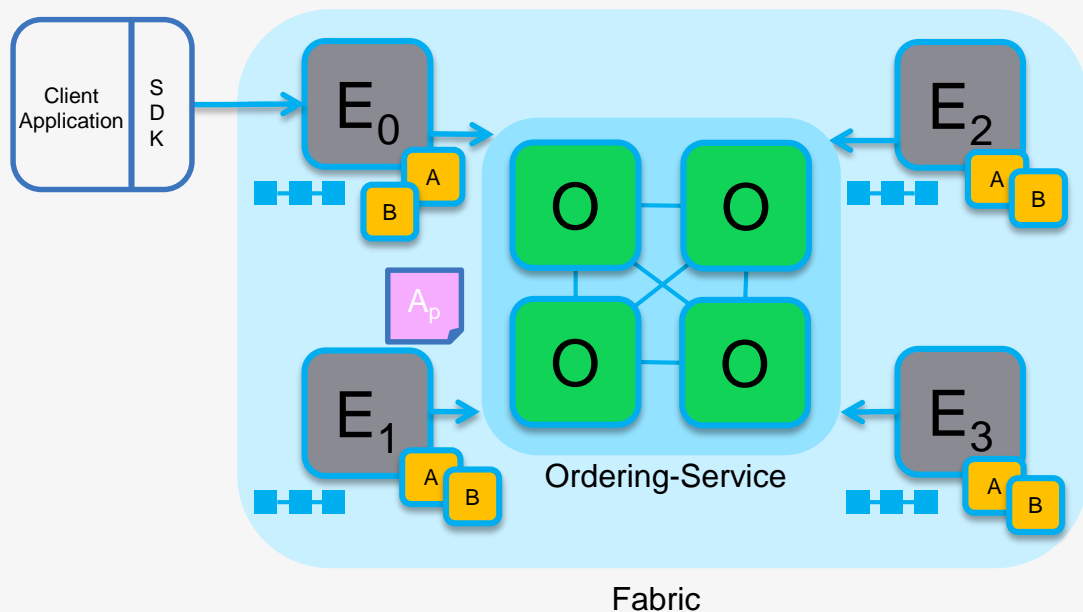 Client
Application
S
D
K
E0
A
B
E2
A
B
O
O
Ap
O
O
E1
A
B
E3
A
B
Ordering-Service
Fabric